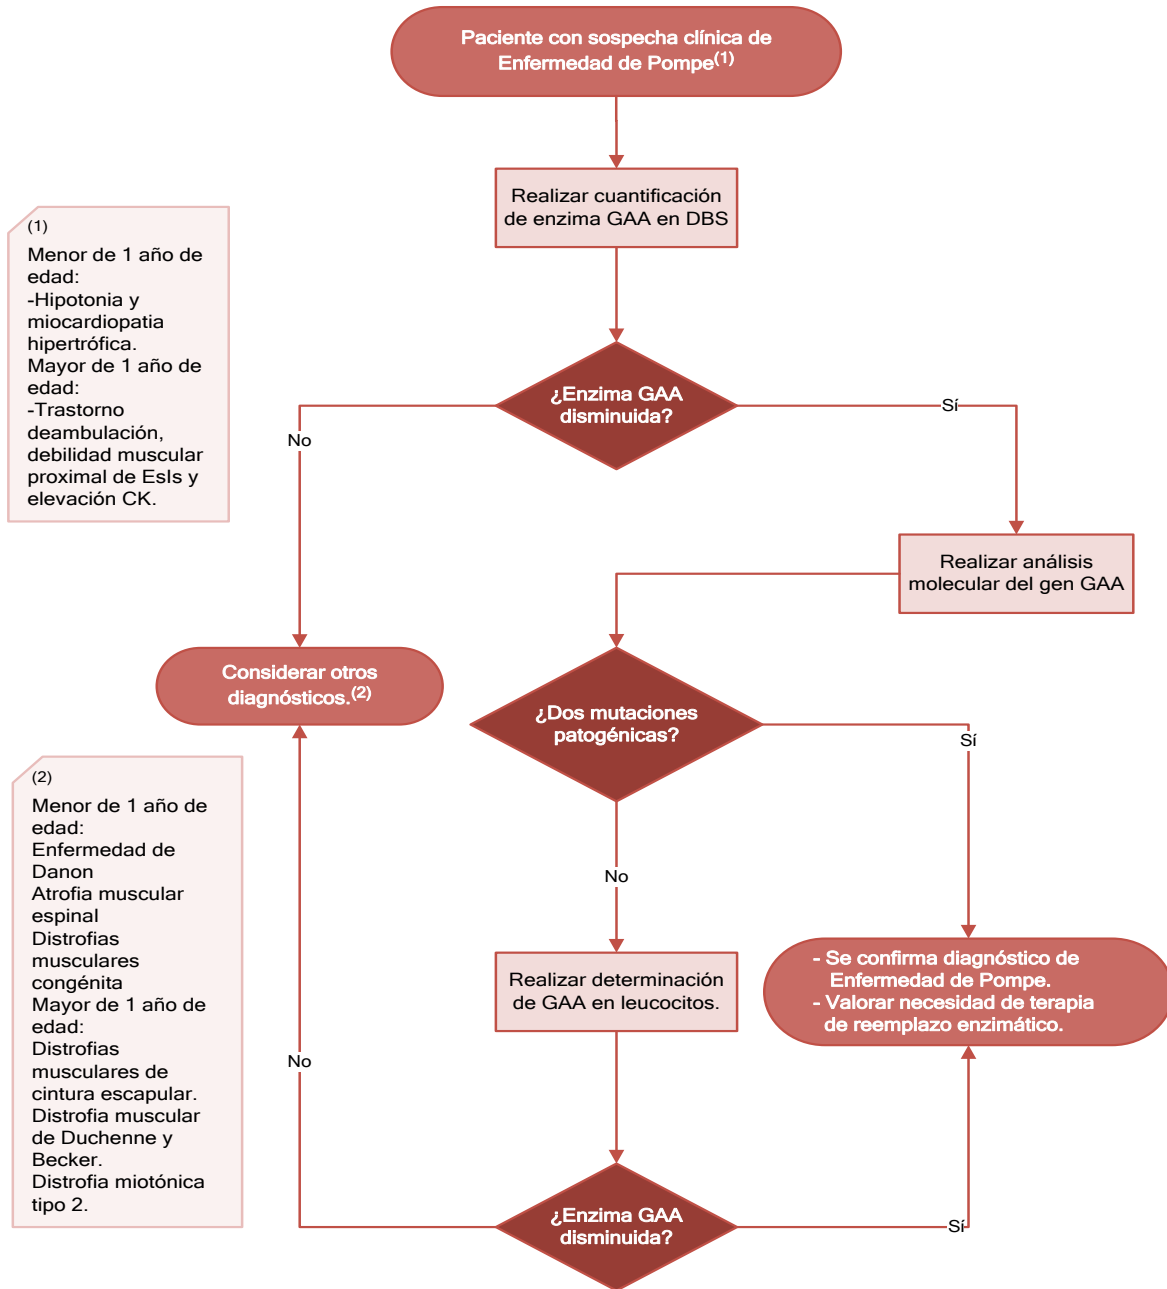 Paciente con sospecha clínica de
Enfermedad de Pompe(1)
Realizar cuantificación
de enzima GAA en DBS
(1)
Menor de 1 año de
edad:
-Hipotonia y
miocardiopatia
hipertrófica.
Mayor de 1 año de
edad:
-Trastorno
deambulación,
debilidad muscular
proximal de EsIs y
elevación CK.
¿Enzima GAA
disminuida?
No
Sí
Realizar análisis
molecular del gen GAA
Considerar otros
diagnósticos.(2)
¿Dos mutaciones
patogénicas?
Sí
No
(2)
Menor de 1 año de
edad:
Enfermedad de
Danon
Atrofia muscular
espinal
Distrofias
musculares
congénita
Mayor de 1 año de
edad:
Distrofias
musculares de
cintura escapular.
Distrofia muscular
de Duchenne y
Becker.
Distrofia miotónica
tipo 2.
Realizar determinación
de GAA en leucocitos.
- Se confirma diagnóstico de
Enfermedad de Pompe.
- Valorar necesidad de terapia
de reemplazo enzimático.
No
¿Enzima GAA
disminuida?
Sí